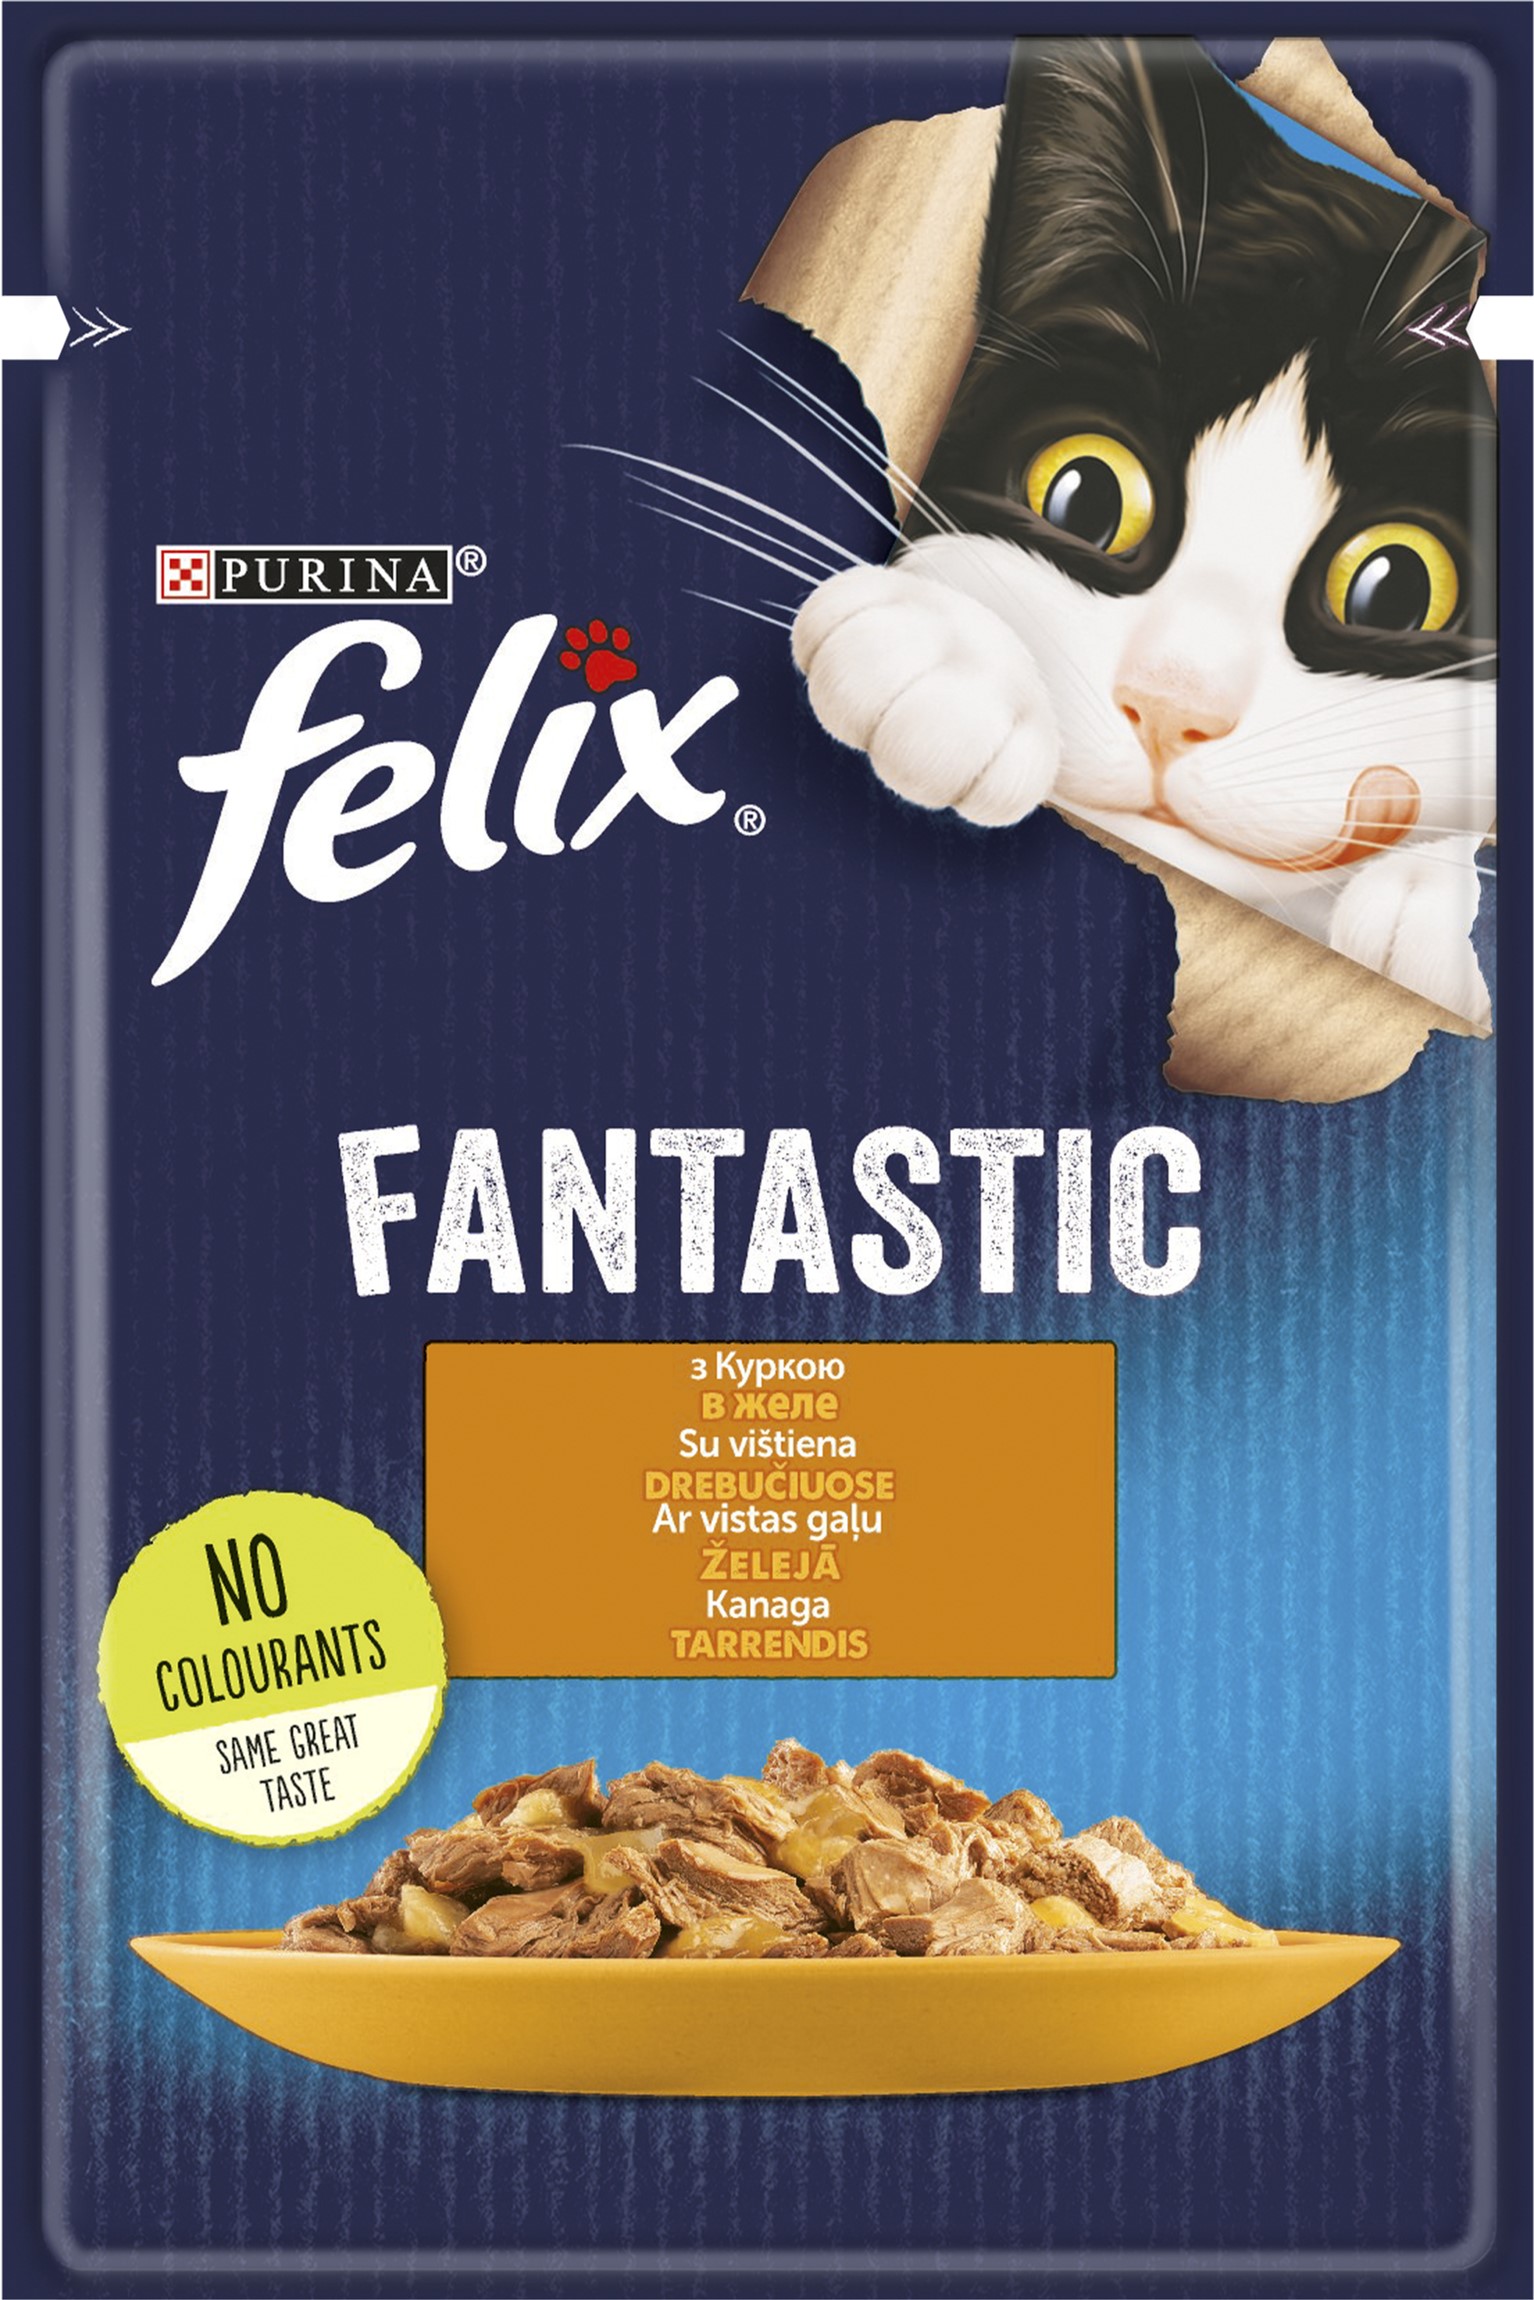 PURINA®
felix®
FANTASTIC
з Куркою
в желе
Su vištiena
DREBUČIUOSE
Ar vistas gaļu
ŽELEJĀ
Kanaga
TARRENDIS
NO
COLOURANTS
SAME GREAT
TASTE